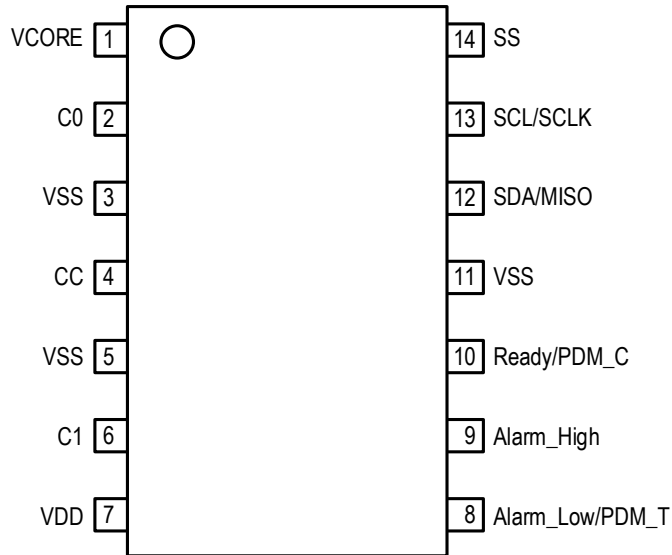 VCORE 1 14 SS
C0 2 13 SCL/SCLK
VSS 3 12 SDA/MISO
CC 4 11 VSS
VSS 5 10 Ready/PDM_C
C1 6 9 Alarm_High
VDD 7 8 Alarm_Low/PDM_T